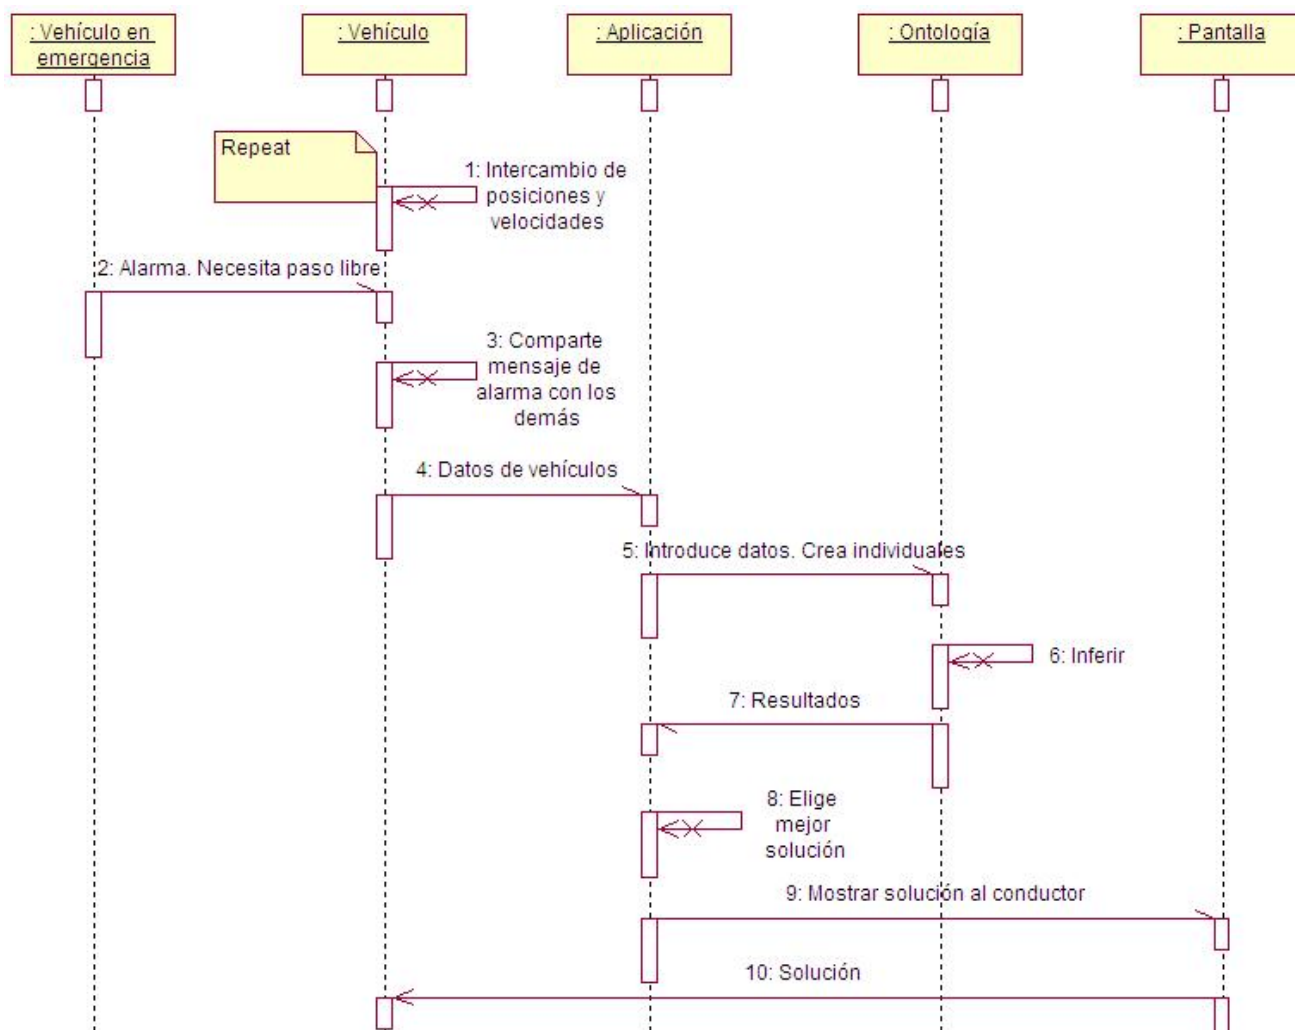 : Vehículo en
emergencia
: Vehículo
: Aplicación
: Ontología
: Pantalla
Repeat
1: Intercambio de
posiciones y
velocidades
2: Alarma. Necesita paso libre
3: Comparte
mensaje de
alarma con los
demás
4: Datos de vehículos
5: Introduce datos. Crea individuales
6: Inferir
7: Resultados
8: Elige
mejor
solución
9: Mostrar solución al conductor
10: Solución